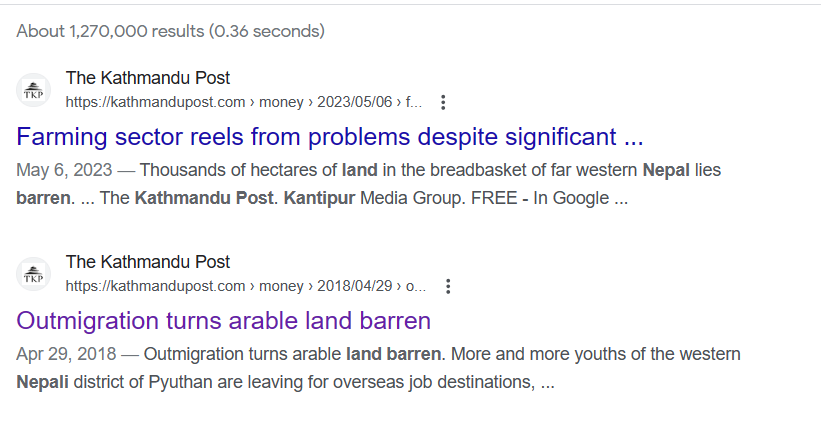 About 1,270,000 results (0.36 seconds)
The Kathmandu Post
TKP
https://kathmandupost.com › money › 2023/05/06 › f...
Farming sector reels from problems despite significant ...
May 6, 2023 — Thousands of hectares of land in the breadbasket of far western Nepal lies
barren. ... The Kathmandu Post. Kantipur Media Group. FREE - In Google ...
The Kathmandu Post
TKP
https://kathmandupost.com › money › 2018/04/29 › o...
Outmigration turns arable land barren
Apr 29, 2018 — Outmigration turns arable land barren. More and more youths of the western
Nepali district of Pyuthan are leaving for overseas job destinations, ...